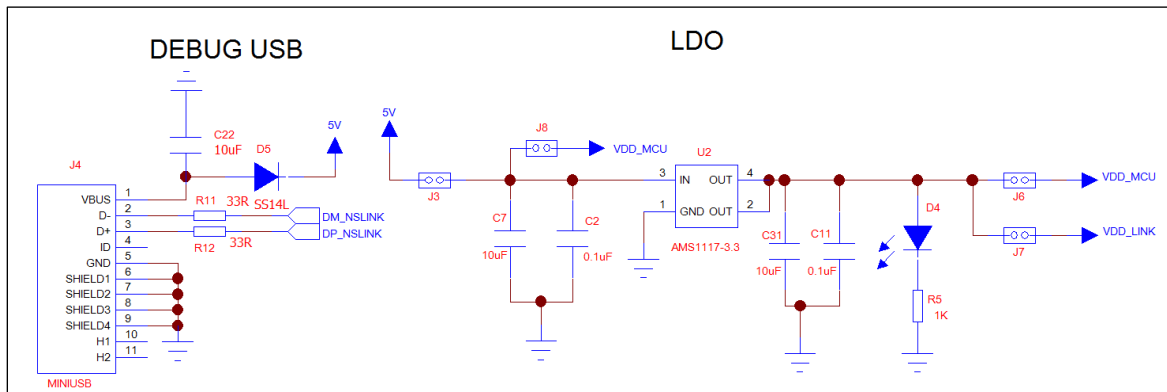 DEBUG USB
LDO
C22
10uF
D5
SS14L
5V
J4
VBUS 1
D- 2
D+ 3
ID 4
GND 5
SHIELD1 6
SHIELD2 7
SHIELD3 8
SHIELD4 9
H1 10
H2 11
MINIUSB
R11 33R
R12 33R
DM_NSLINK
DP_NSLINK
5V
J3
J8
VDD_MCU
C7
10uF
C2
0.1uF
U2
3 IN OUT 4
1 GND OUT 2
AMS1117-3.3
C31
10uF
C11
0.1uF
D4
R5
1K
J6
VDD_MCU
J7
VDD_LINK